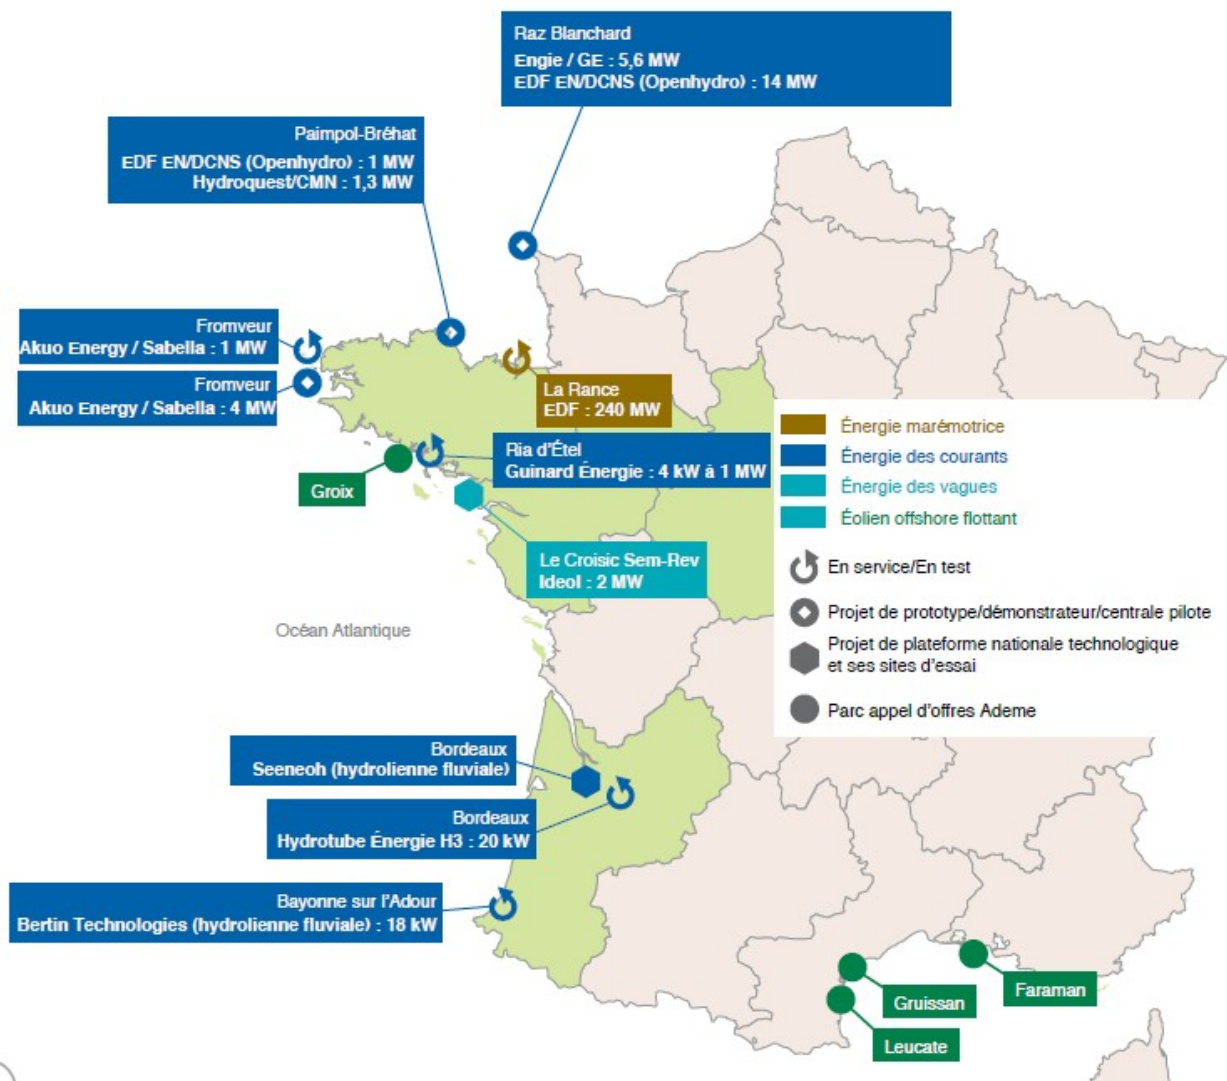 Raz Blanchard
Engie / GE : 5,6 MW
EDF EN/DCNS (Openhydro) : 14 MW
Paimpol-Bréhat
EDF EN/DCNS (Openhydro) : 1 MW
Hydroquest/CMN : 1,3 MW
Fromveur
Akuo Energy / Sabella : 1 MW
Fromveur
Akuo Energy / Sabella : 4 MW
La Rance
EDF : 240 MW
Ria d'Étel
Guinard Énergie : 4 kW à 1 MW
Groix
Le Croisic Sem-Rev
Ideol : 2 MW
Énergie marémotrice
Énergie des courants
Énergie des vagues
Éolien offshore flottant
En service/En test
Projet de prototype/démonstrateur/centrale pilote
Projet de plateforme nationale technologique
et ses sites d'essai
Parc appel d'offres Ademe
Océan Atlantique
Bordeaux
Seeneoh (hydrolienne fluviale)
Bordeaux
Hydrotube Énergie H3 : 20 kW
Bayonne sur l'Adour
Bertin Technologies (hydrolienne fluviale) : 18 kW
Faraman
Gruissan
Leucate